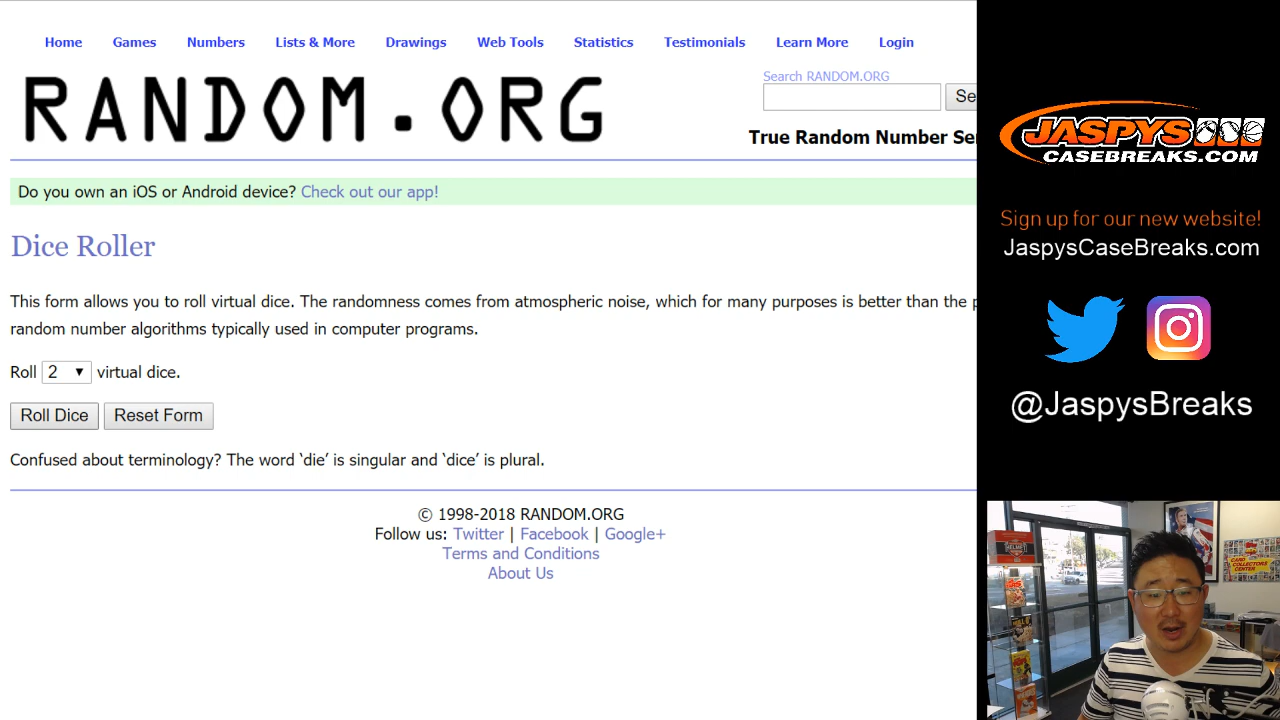 Home Games Numbers Lists & More Drawings Web Tools Statistics Testimonials Learn More Login
RANDOM.ORG
Search RANDOM.ORG
Se
True Random Number Ser
Do you own an iOS or Android device? Check out our app!
Dice Roller
This form allows you to roll virtual dice. The randomness comes from atmospheric noise, which for many purposes is better than the p
random number algorithms typically used in computer programs.
Roll 2 virtual dice.
Roll Dice Reset Form
Confused about terminology? The word ‘die’ is singular and ‘dice’ is plural.
© 1998-2018 RANDOM.ORG
Follow us: Twitter | Facebook | Google+
Terms and Conditions
About Us
JASPYS
CASEBREAKS.COM
Sign up for our new website!
JaspysCaseBreaks.com
@JaspysBreaks